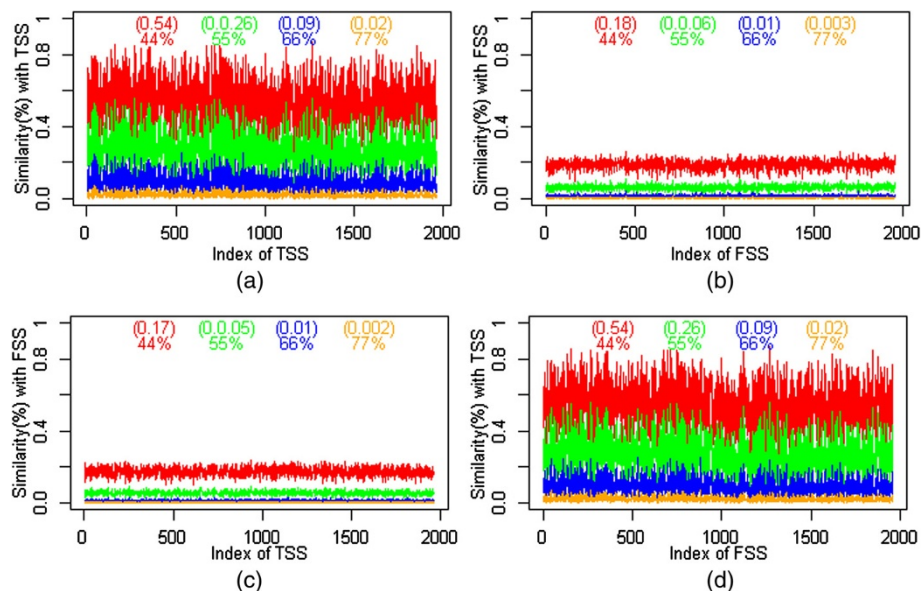 (0.54) (0.0.26) (0.09) (0.02)
44% 55% 66% 77%
Similarity(%) with TSS
0.0 0.4 0.8 1
0 500 1000 1500 2000
Index of TSS
(a)
(0.18) (0.0.06) (0.01) (0.003)
44% 55% 66% 77%
Similarity(%) with FSS
0.0 0.4 0.8 1
0 500 1000 1500 2000
Index of FSS
(b)
(0.17) (0.0.05) (0.01) (0.002)
44% 55% 66% 77%
Similarity(%) with FSS
0.0 0.4 0.8 1
0 500 1000 1500 2000
Index of TSS
(c)
(0.54) (0.26) (0.09) (0.02)
44% 55% 66% 77%
Similarity(%) with TSS
0.0 0.4 0.8 1
0 500 1000 1500 2000
Index of FSS
(d)